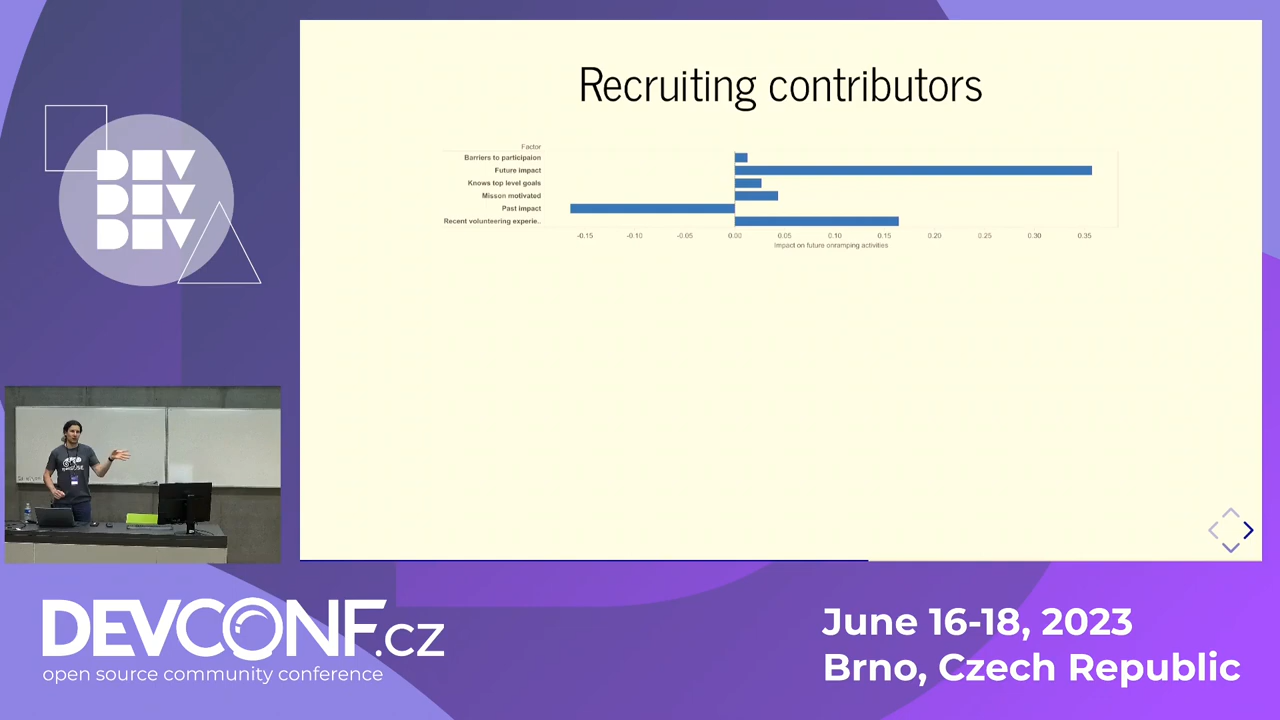 Recruiting contributors
Factor
Barriers to participaion
Future impact
Knows top level goals
Misson motivated
Past impact
Recent volunteering experie..
-0.15 -0.10 -0.05 0.00 0.05 0.10 0.15 0.20 0.25 0.30 0.35
Impact on future onramping activities
DEV
DEV
DEV
DEVCONF.cz
open source community conference
June 16-18, 2023
Brno, Czech Republic